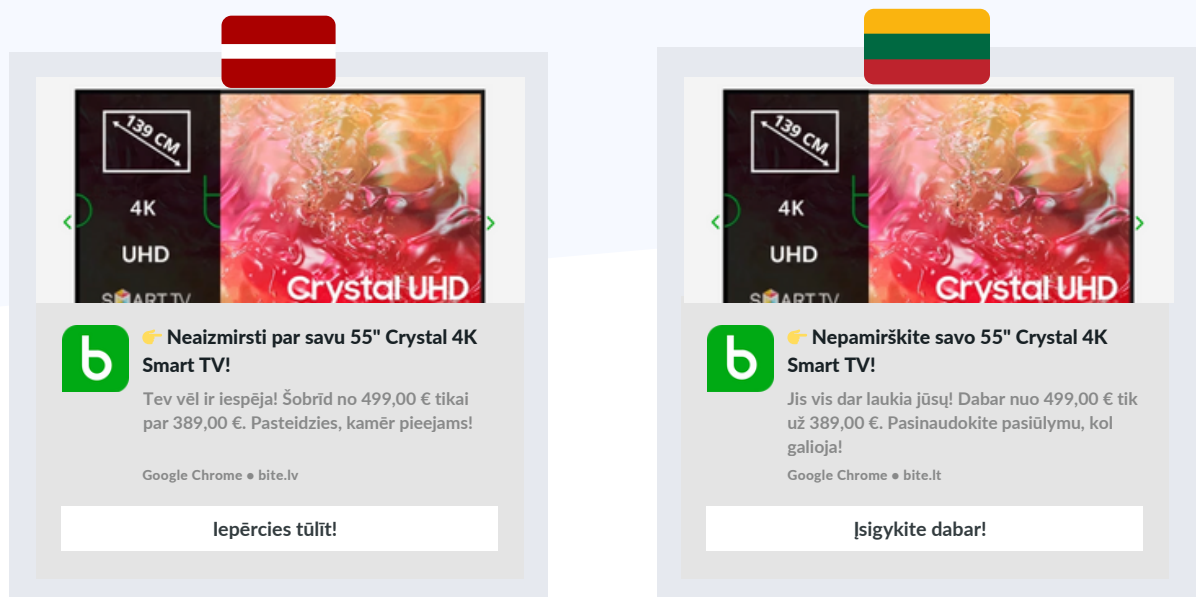 139 CM
4K
UHD
SMART TV
Crystal UHD
b
👉 Neaizmirsti par savu 55" Crystal 4K
Smart TV!
Tev vēl ir iespēja! Šobrīd no 499,00 € tikai
par 389,00 €. Pasteidzies, kamēr pieejams!
Google Chrome ● bite.lv
Iepērcies tūlīt!
139 CM
4K
UHD
SMART TV
Crystal UHD
b
👉 Nepamirškite savo 55" Crystal 4K
Smart TV!
Jis vis dar laukia jūsų! Dabar nuo 499,00 € tik
už 389,00 €. Pasinaudokite pasiūlymu, kol
galioja!
Google Chrome ● bite.lt
Įsigykite dabar!